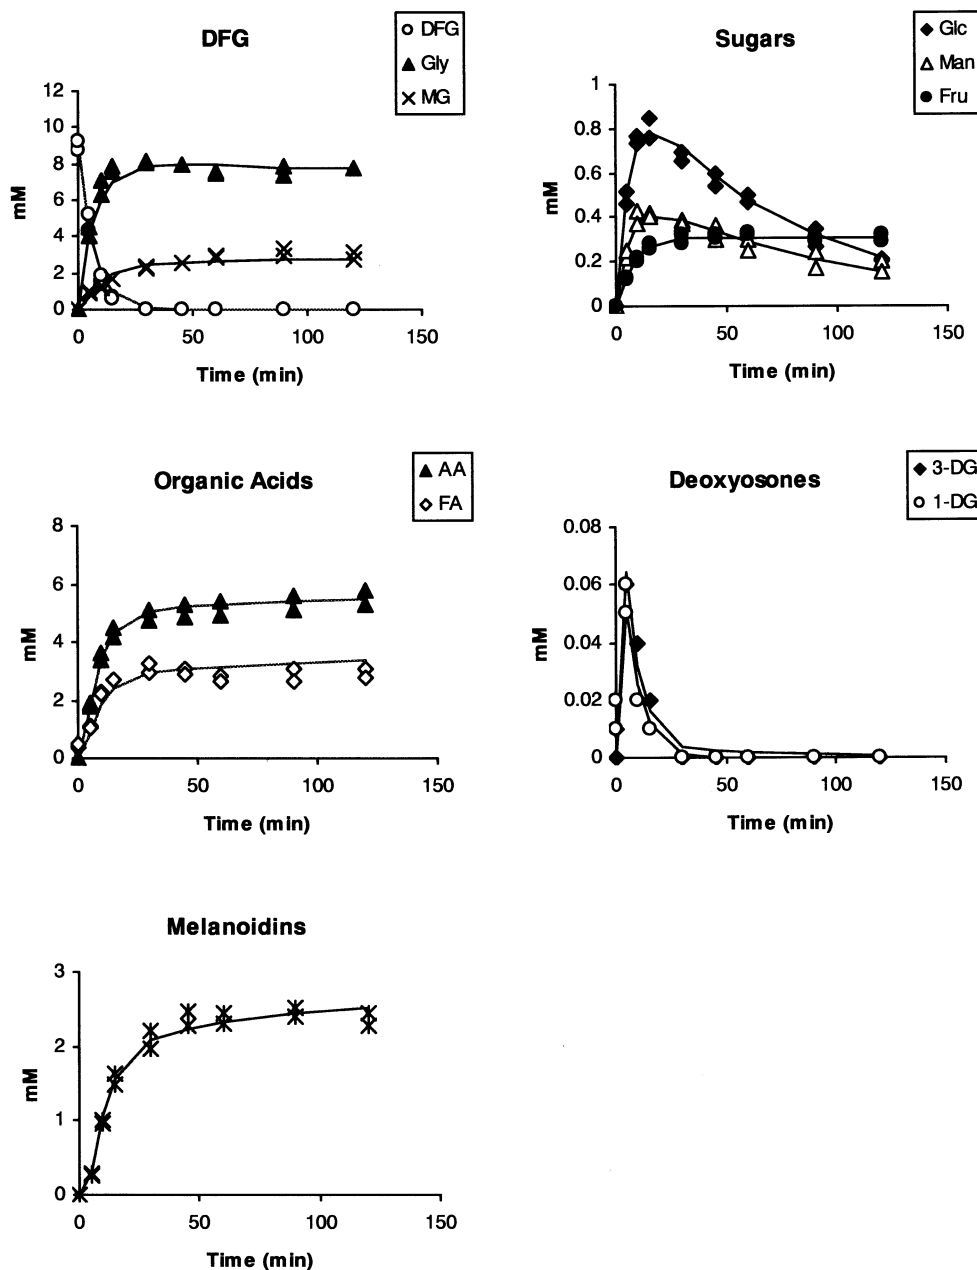 DFG
DFG
Gly
MG
12
10
8
6
4
2
0
mM
0 50 100 150
Time (min)
Sugars
Glc
Man
Fru
1
0.8
0.6
0.4
0.2
0
mM
0 50 100 150
Time (min)
Organic Acids
AA
FA
8
6
4
2
0
mM
0 50 100 150
Time (min)
Deoxyosones
3-DG
1-DG
0.08
0.06
0.04
0.02
0
mM
0 50 100 150
Time (min)
Melanoidins
3
2
1
0
mM
0 50 100 150
Time (min)